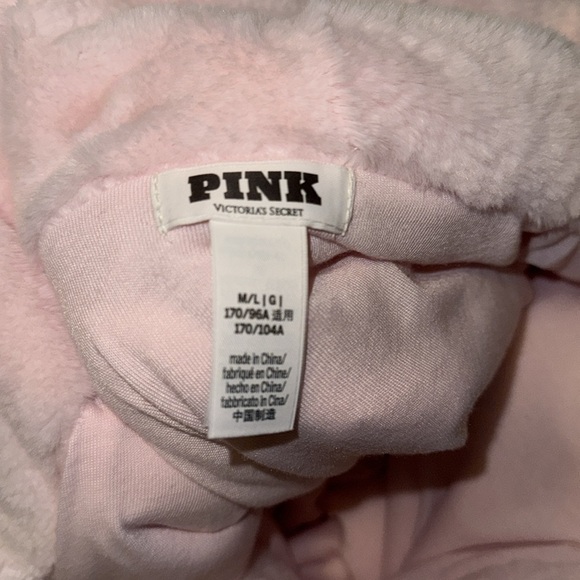 PINK
VICTORIA'S SECRET
M/L | G |
170/96A 适用
170/104A
made in China/
fabriqué en Chine/
hecho en China/
fabbricato in Cina/
中国制造